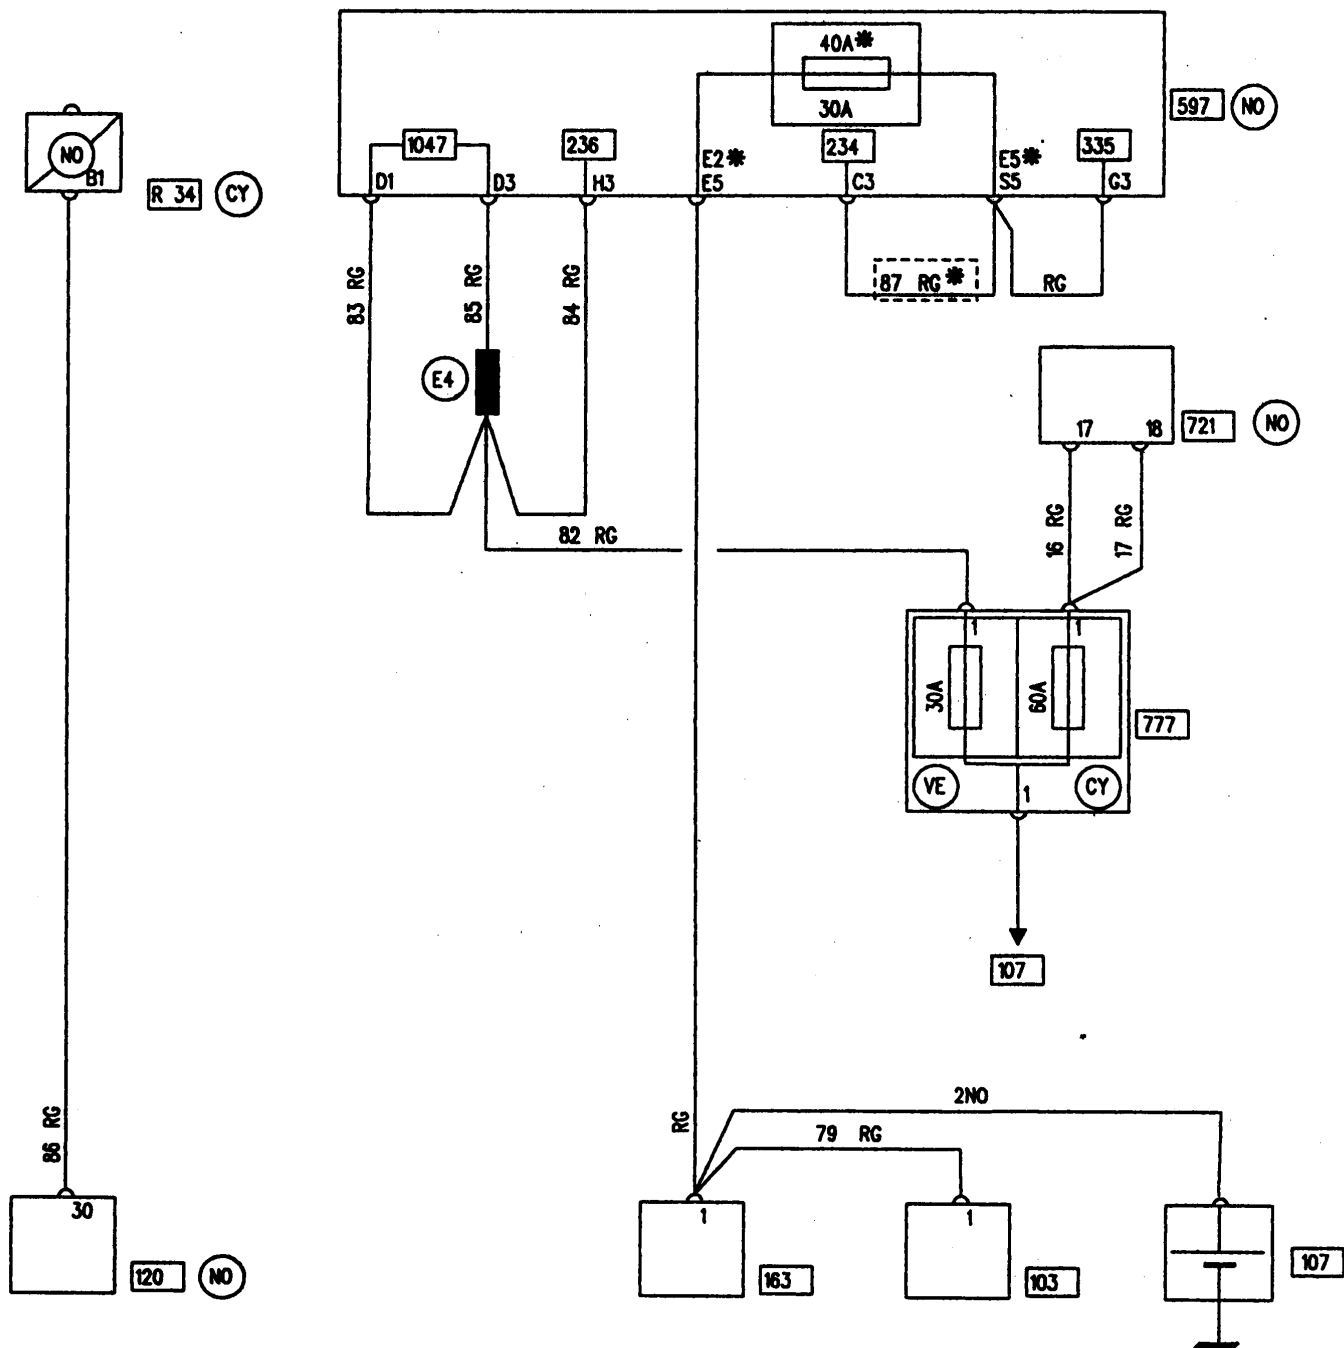 40A*
30A
597 NO
1047
236
234
335
E2*
E5*
D1
D3
H3
E5
C3
S5
G3
NO
B1
R 34 CY
83 RG
85 RG
84 RG
87 RG*
RG
E4
17 18
721 NO
16 RG
17 RG
82 RG
1
1
30A
60A
777
VE
1
CY
107
2NO
79 RG
RG
86 RG
30
120 NO
1
163
1
103
107